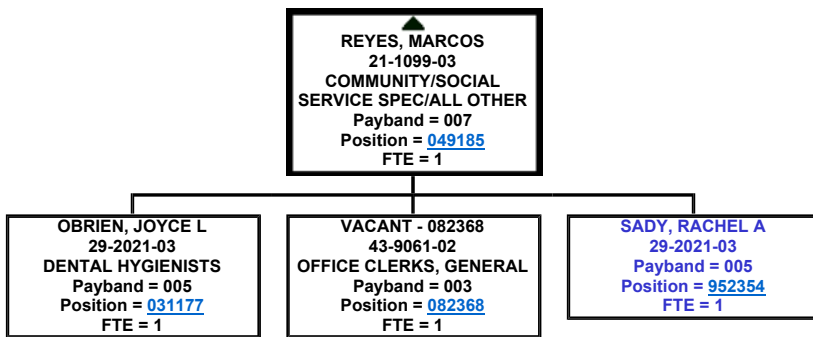 REYES, MARCOS
21-1099-03
COMMUNITY/SOCIAL
SERVICE SPEC/ALL OTHER
Payband = 007
Position = 049185
FTE = 1
OBRIEN, JOYCE L
29-2021-03
DENTAL HYGIENISTS
Payband = 005
Position = 031177
FTE = 1
VACANT - 082368
43-9061-02
OFFICE CLERKS, GENERAL
Payband = 003
Position = 082368
FTE = 1
SADY, RACHEL A
29-2021-03
Payband = 005
Position = 952354
FTE = 1